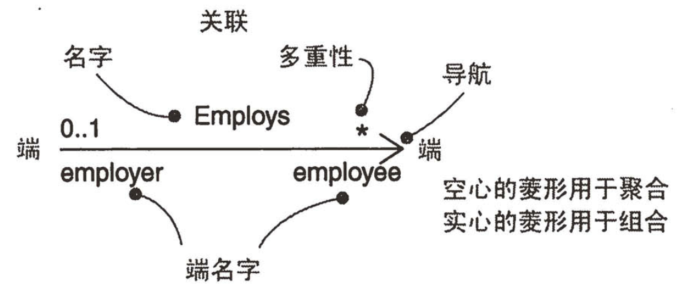 关联
名字
多重性
导航
0..1
Employs
*
端
端
employer
employee
空心的菱形用于聚合
实心的菱形用于组合
端名字